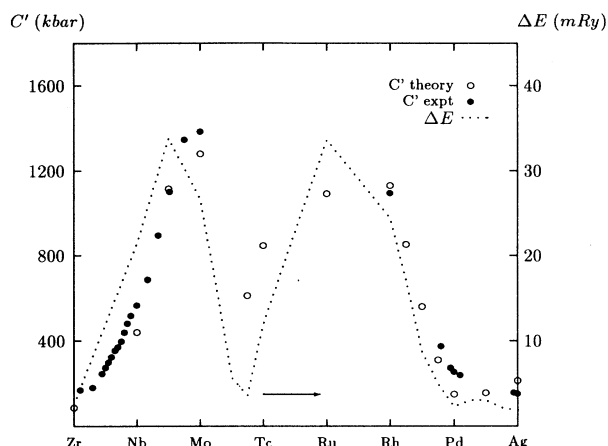 C′ (kbar)
ΔE (mRy)
1600
1200
800
400
40
30
20
10
C' theory
C' expt
ΔE
Zr Nb Mo Tc Ru Rh Pd Ag